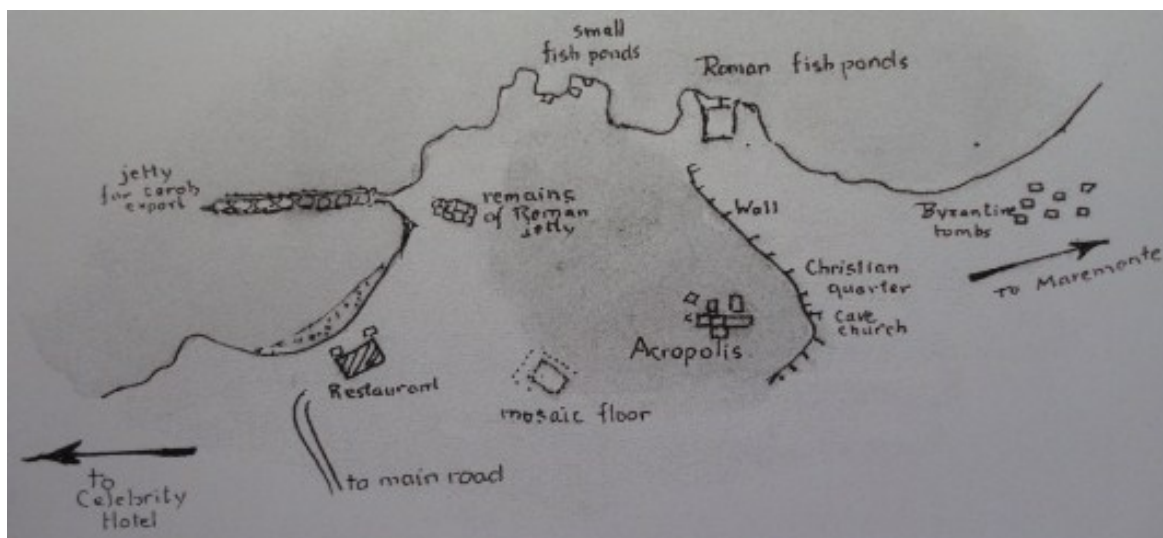 small
fish ponds
Roman fish ponds
jetty
for carob
export
remains
of Roman
jetty
Wall
Byzantine
tombs
to Maremonte
Christian
quarter
Cave
church
Acropolis
Restaurant
mosaic floor
to main road
to
Celebrity
Hotel